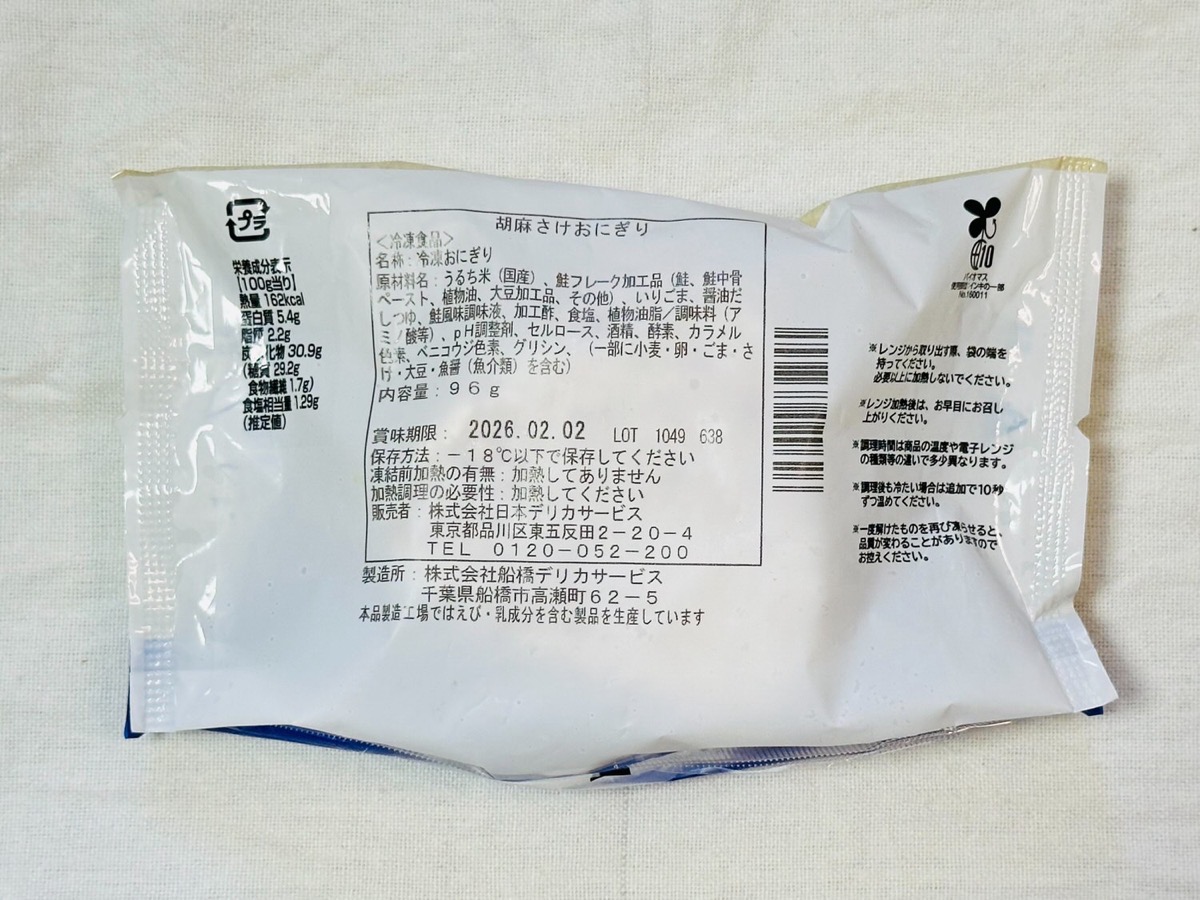 プラ
栄養成分表示
[100g当り]
熱量 162kcal
蛋白質 5.4g
脂質 2.2g
炭水化物 30.9g
(糖質 29.2g
食物繊維 1.7g)
食塩相当量 1.29g
(推定値)
胡麻さけおにぎり
<冷凍食品>
名称:冷凍おにぎり
原材料名:うるち米(国産)、鮭フレーク加工品(鮭、鮭中骨
ペースト、植物油、大豆加工品、その他)、いりごま、醤油だ
しつゆ、鮭風味調味液、加工酢、食塩、植物油脂/調味料(ア
ミノ酸等)、pH調整剤、セルロース、酒精、酵素、カラメル
色素、ベニコウジ色素、グリシン、(一部に小麦・卵・ごま・さ
け・大豆・魚醤(魚介類)を含む)
内容量:96g
賞味期限: 2026.02.02 LOT 1049 638
保存方法:-18℃以下で保存してください
凍結前加熱の有無:加熱してありません
加熱調理の必要性:加熱してください
販売者:株式会社日本デリカサービス
東京都品川区東五反田2-20-4
TEL 0120-052-200
製造所:株式会社船橋デリカサービス
千葉県船橋市高瀬町62-5
本品製造工場ではえび・乳成分を含む製品を生産しています
バイオマス
使用部位:インキの一部
No.160011
※レンジから取り出す際、袋の端を
持ってください。
必要以上に加熱しないでください。
※レンジ加熱後は、お早目にお召し
上がりください。
※調理時間は商品の温度や電子レンジ
の種類等の違いで多少異なります。
※調理後も冷たい場合は追加で10秒
ずつ温めてください。
※一度解けたものを再び凍らせると、
品質が変わることがありますので
お控えください。